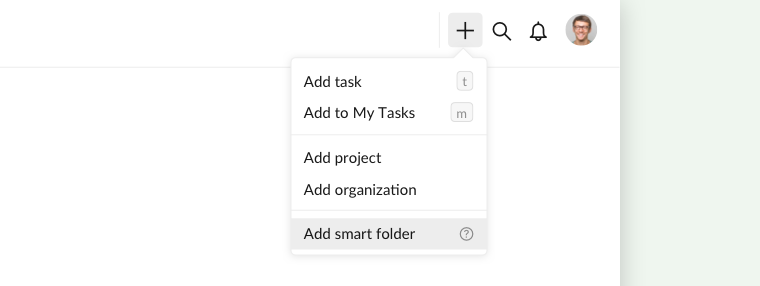 Add task t
Add to My Tasks m
Add project
Add organization
Add smart folder ?